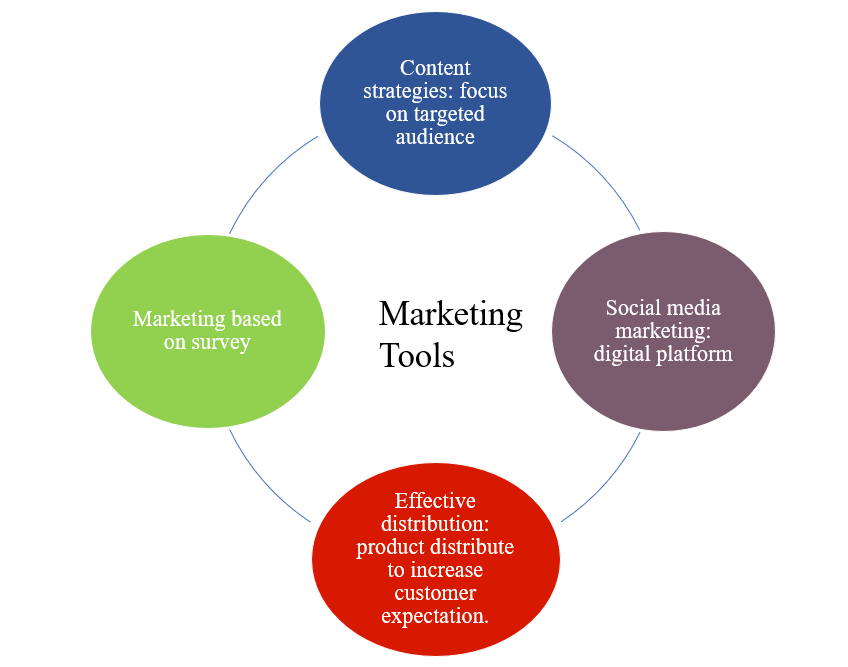 Content
strategies: focus
on targeted
audience
Marketing based
on survey
Marketing
Tools
Social media
marketing:
digital platform
Effective
distribution:
product distribute
to increase
customer
expectation.